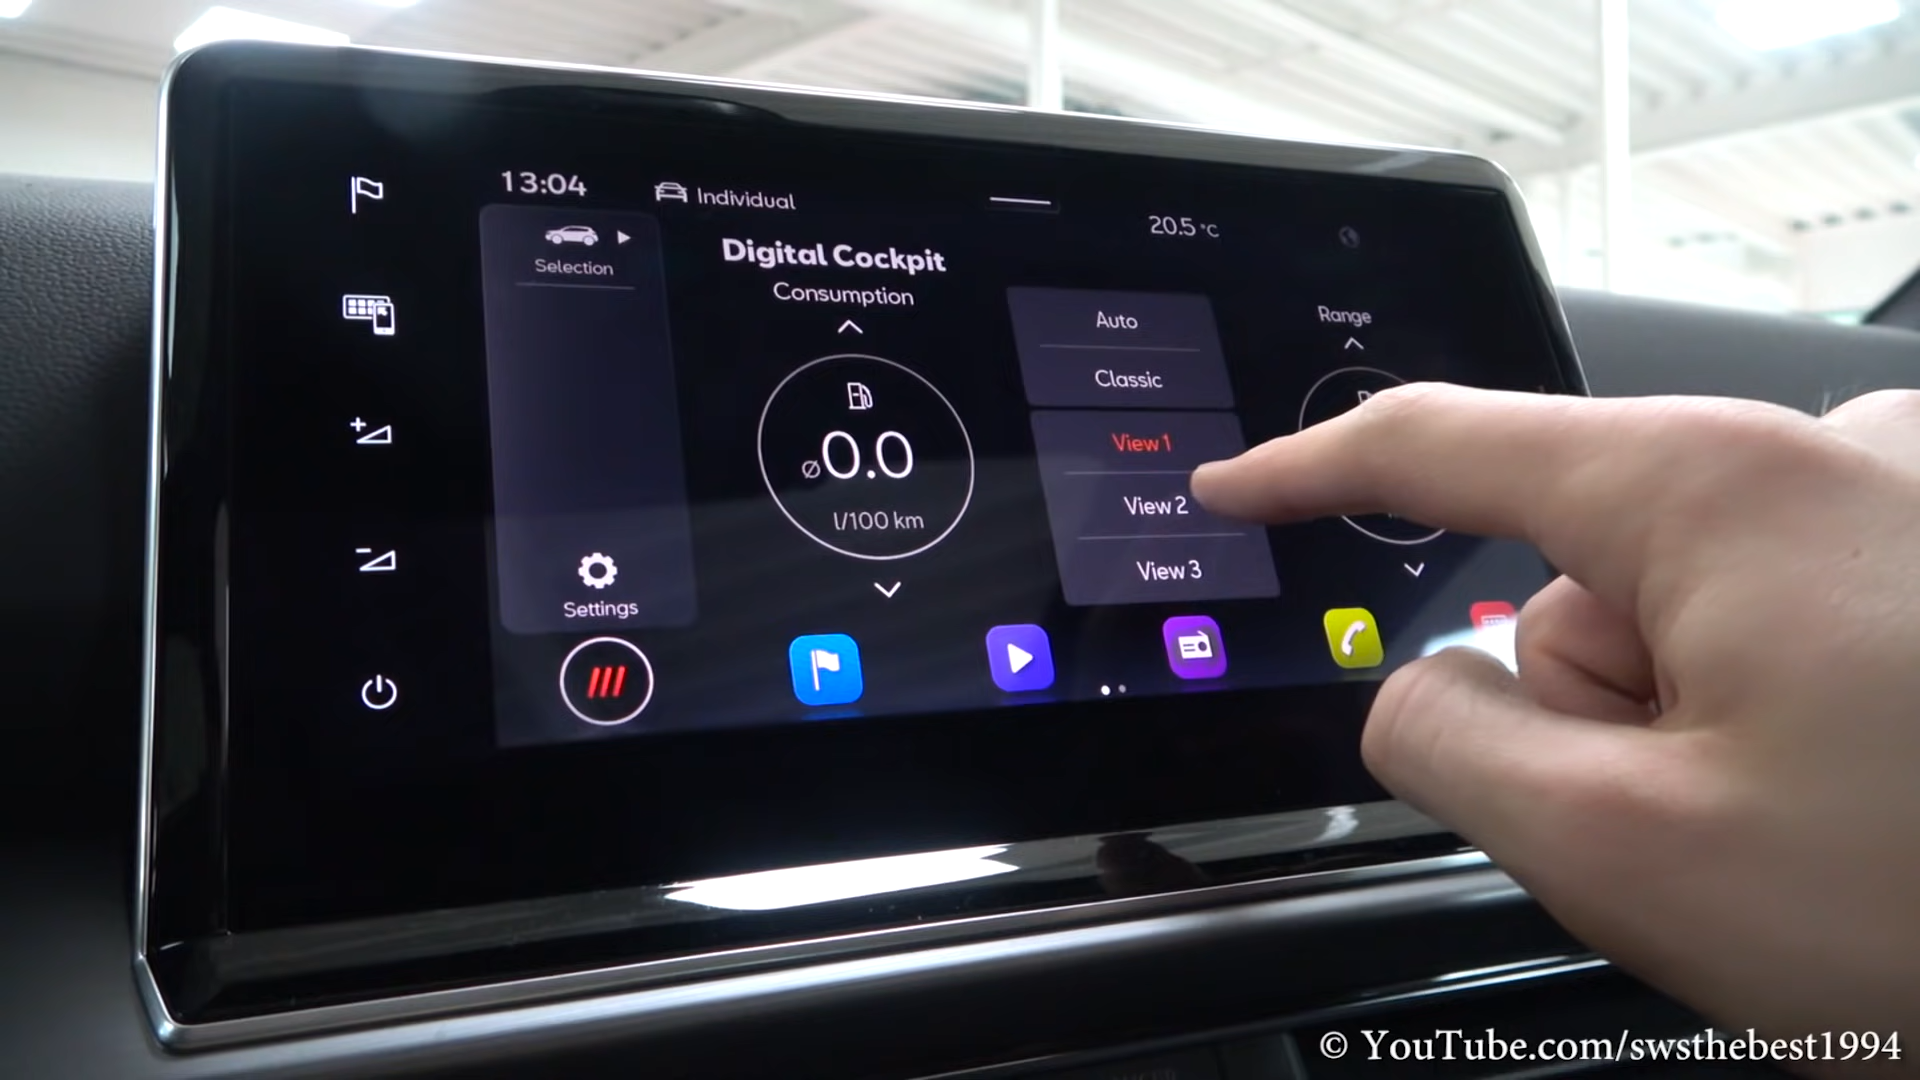 13:04
Individual
20.5 °C
Selection
Digital Cockpit
Consumption
Ø0.0
l/100 km
Auto
Classic
View 1
View 2
View 3
Range
Settings
© YouTube.com/swsthebest1994